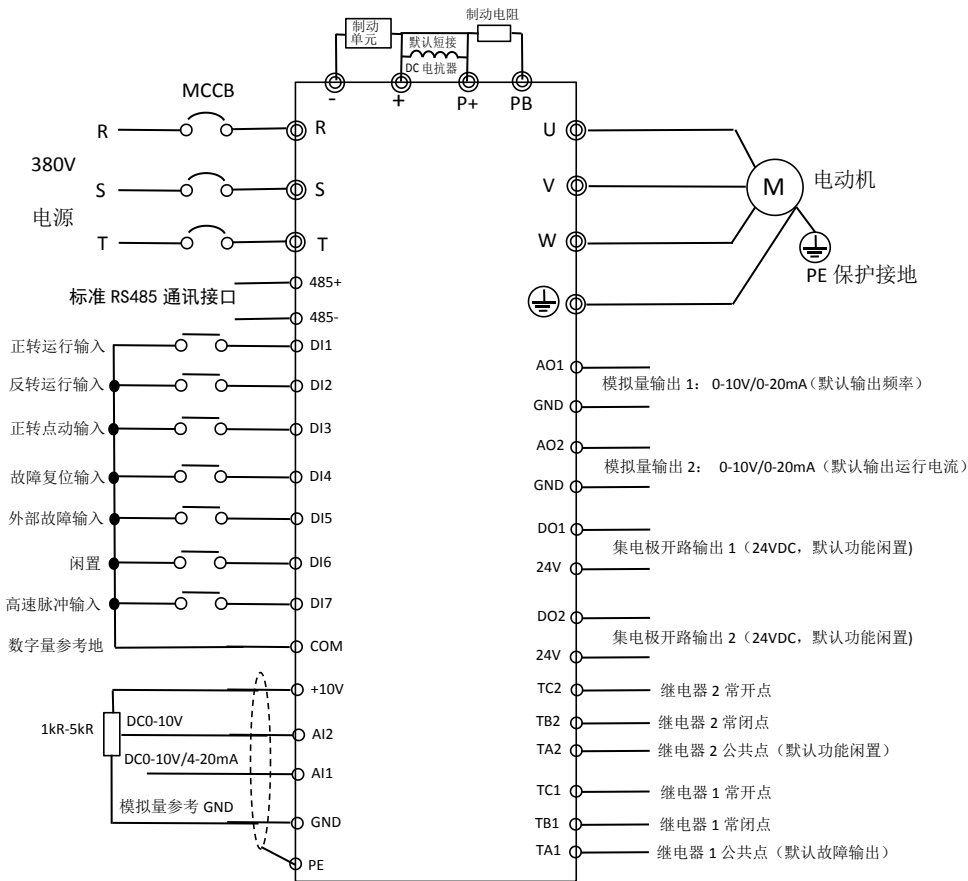 制动电阻
制动
单元
默认短接
DC 电抗器
- + P+ PB
MCCB
R R
380V
S S
电源
T T
标准 RS485 通讯接口
485+
485-
正转运行输入 DI1
反转运行输入 DI2
正转点动输入 DI3
故障复位输入 DI4
外部故障输入 DI5
闲置 DI6
高速脉冲输入 DI7
数字量参考地 COM
+10V
1kR-5kR
DC0-10V
AI2
DC0-10V/4-20mA
AI1
模拟量参考 GND
GND
PE
U
V
M
电动机
W
PE 保护接地
AO1
模拟量输出 1: 0-10V/0-20mA（默认输出频率）
GND
AO2
模拟量输出 2: 0-10V/0-20mA（默认输出运行电流）
GND
DO1
集电极开路输出 1（24VDC，默认功能闲置)
24V
DO2
集电极开路输出 2（24VDC，默认功能闲置)
24V
TC2 继电器 2 常开点
TB2 继电器 2 常闭点
TA2 继电器 2 公共点（默认功能闲置）
TC1 继电器 1 常开点
TB1 继电器 1 常闭点
TA1 继电器 1 公共点（默认故障输出）